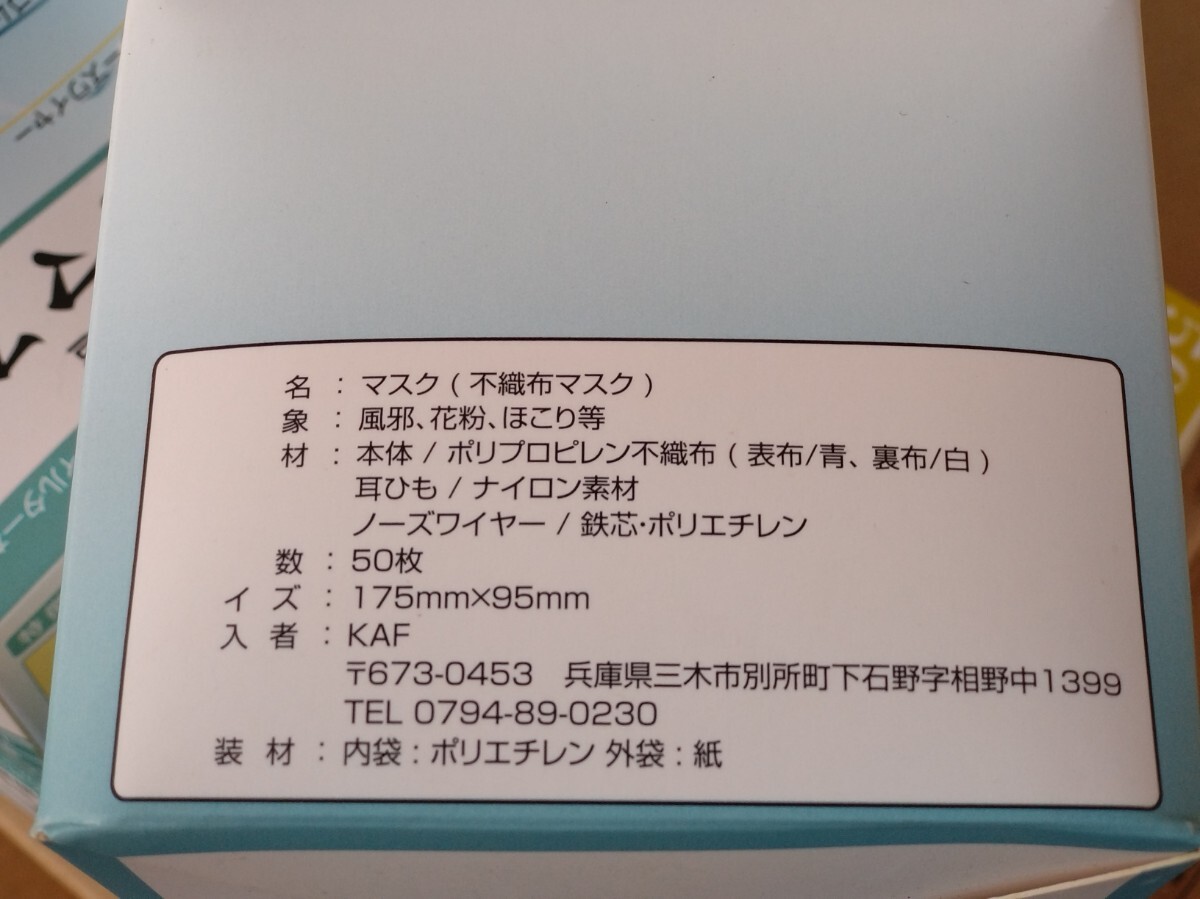 名 : マスク ( 不織布マスク )
象 : 風邪、花粉、ほこり等
材 : 本体 / ポリプロピレン不織布 ( 表布/青、裏布/白 )
耳ひも / ナイロン素材
ノーズワイヤー / 鉄芯・ポリエチレン
数 : 50枚
イズ : 175mm×95mm
入者 : KAF
〒673-0453 兵庫県三木市別所町下石野字相野中1399
TEL 0794-89-0230
装材 : 内袋 : ポリエチレン 外袋 : 紙